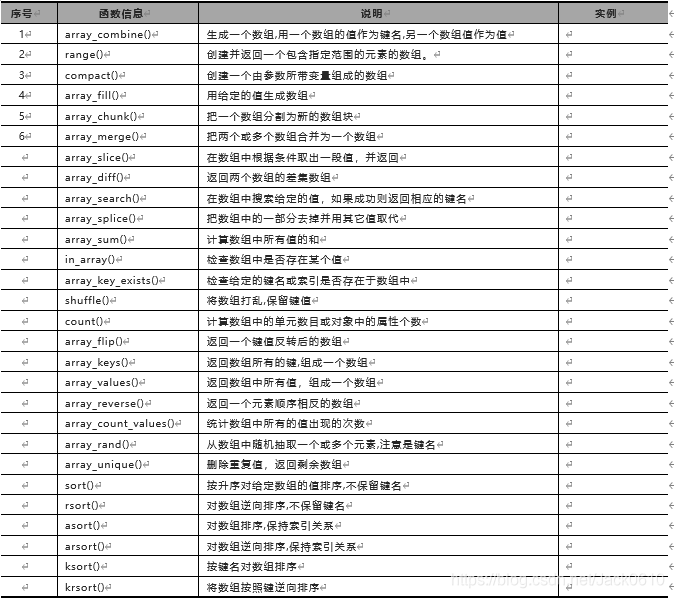 序号 函数信息 说明 实例
1 array_combine() 生成一个数组,用一个数组的值作为键名,另一个数组值作为值
2 range() 创建并返回一个包含指定范围的元素的数组。
3 compact() 创建一个由参数所带变量组成的数组
4 array_fill() 用给定的值生成数组
5 array_chunk() 把一个数组分割为新的数组块
6 array_merge() 把两个或多个数组合并为一个数组
array_slice() 在数组中根据条件取出一段值，并返回
array_diff() 返回两个数组的差集数组
array_search() 在数组中搜索给定的值，如果成功则返回相应的键名
array_splice() 把数组中的一部分去掉并用其它值取代
array_sum() 计算数组中所有值的和
in_array() 检查数组中是否存在某个值
array_key_exists() 检查给定的键名或索引是否存在于数组中
shuffle() 将数组打乱,保留键值
count() 计算数组中的单元数目或对象中的属性个数
array_flip() 返回一个键值反转后的数组
array_keys() 返回数组所有的键,组成一个数组
array_values() 返回数组中所有值，组成一个数组
array_reverse() 返回一个元素顺序相反的数组
array_count_values() 统计数组中所有的值出现的次数
array_rand() 从数组中随机抽取一个或多个元素,注意是键名
array_unique() 删除重复值，返回剩余数组
sort() 按升序对给定数组的值排序,不保留键名
rsort() 对数组逆向排序,不保留键名
asort() 对数组排序,保持索引关系
arsort() 对数组逆向排序,保持索引关系
ksort() 按键名对数组排序
krsort() 将数组按照键逆向排序
https://blog.csdn.net/Jack0610